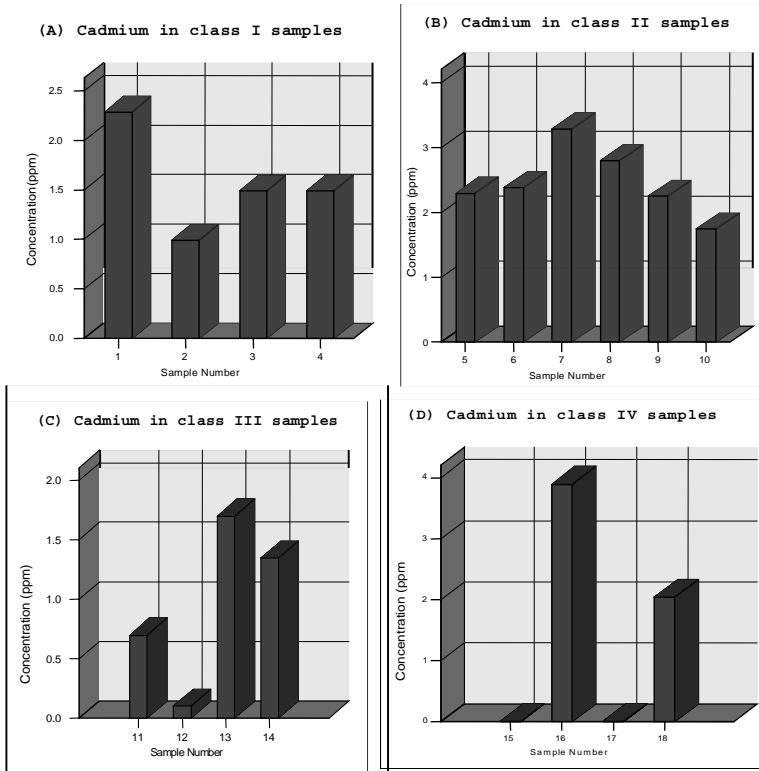 (A) Cadmium in class I samples
Concentration (ppm)
2.5
2.0
1.5
1.0
0.5
0.0
1 2 3 4
Sample Number
(B) Cadmium in class II samples
Concentration (ppm)
4
3
2
1
0
5 6 7 8 9 10
Sample Number
(C) Cadmium in class III samples
Concentration (ppm)
2.0
1.5
1.0
0.5
0.0
11 12 13 14
Sample Number
(D) Cadmium in class IV samples
Concentration (ppm
4
3
2
1
0
15 16 17 18
Sample Number